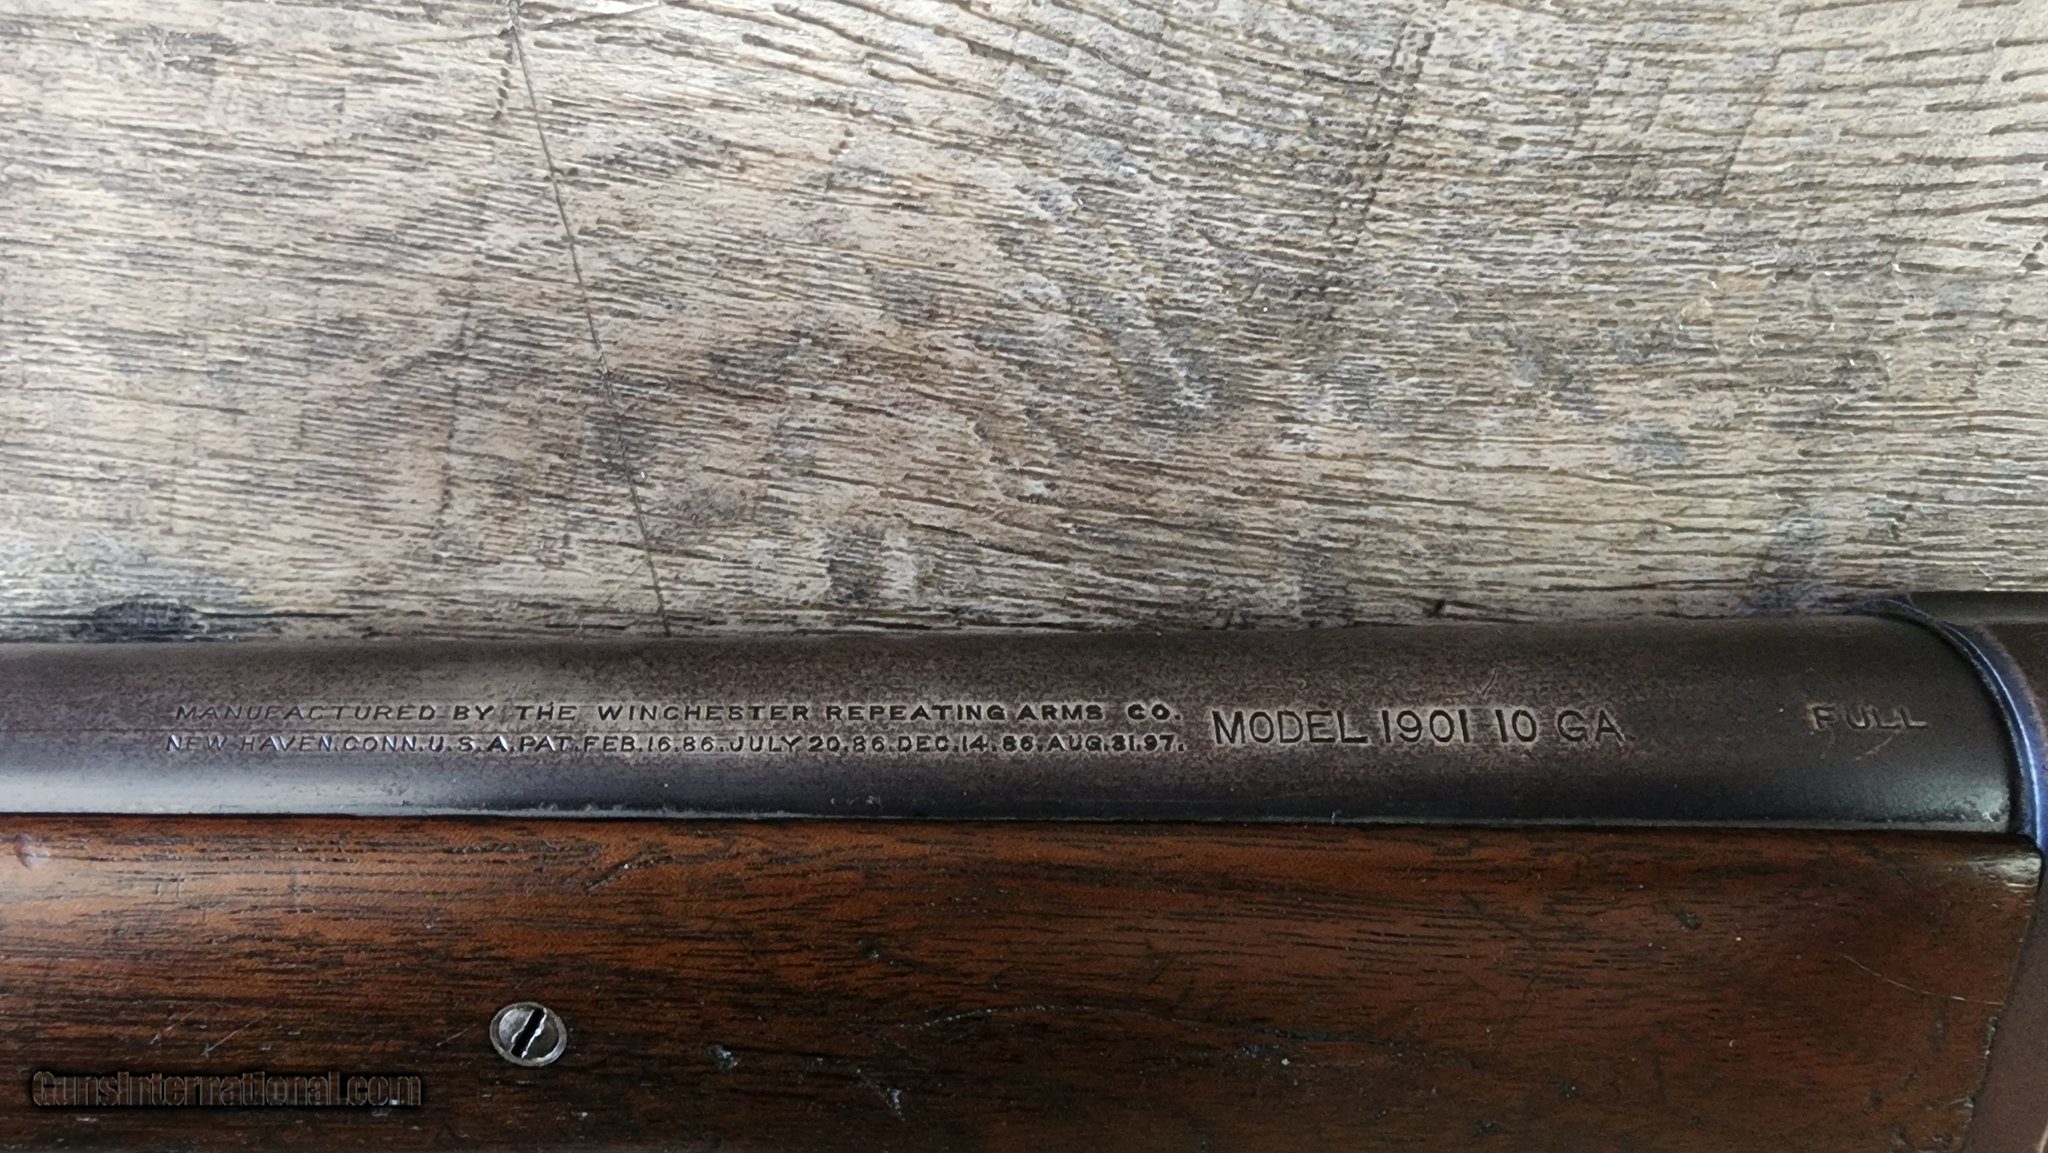 MANUFACTURED BY THE WINCHESTER REPEATING ARMS CO.
NEW HAVEN.CONN.U.S.A.PAT.FEB.16.86.JULY 20.86.DEC.14.86.AUG.31.97.
MODEL 1901 10 GA.
FULL
GunsInternational.com